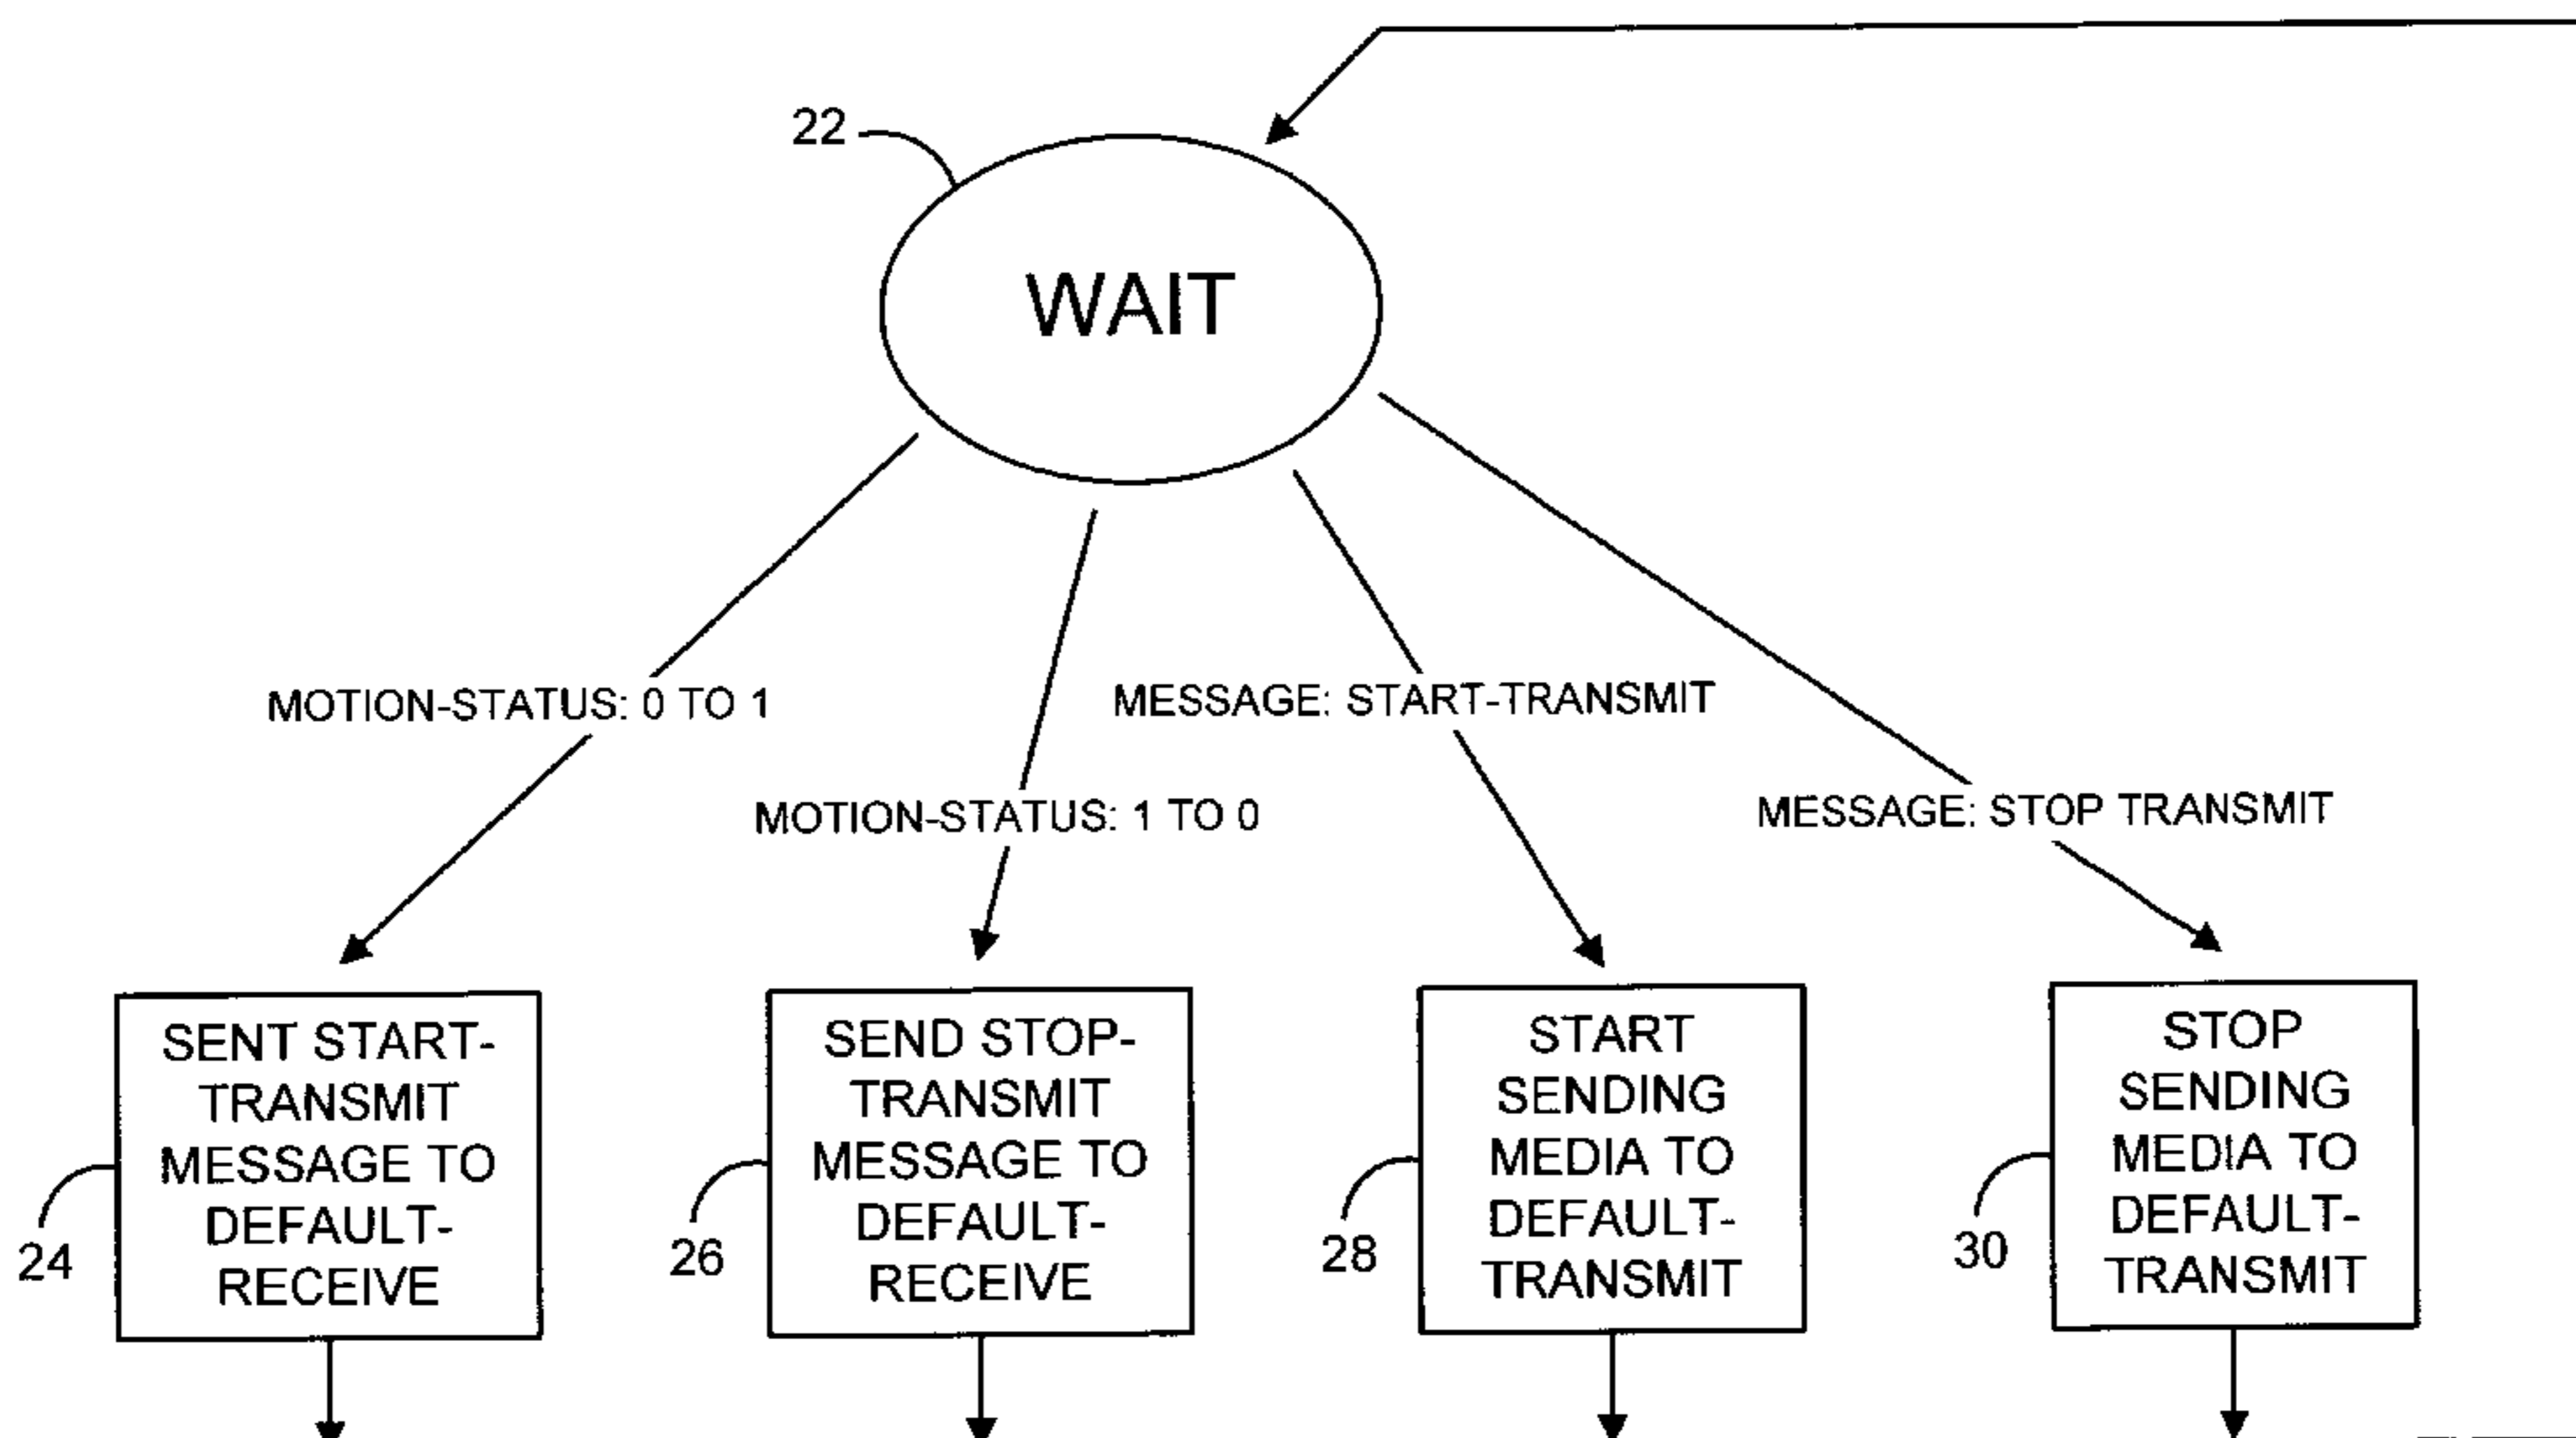 22
WAIT
MOTION-STATUS: 0 TO 1
MESSAGE: START-TRANSMIT
MOTION-STATUS: 1 TO 0
MESSAGE: STOP TRANSMIT
SENT START-
TRANSMIT
MESSAGE TO
DEFAULT-
RECEIVE
24
SEND STOP-
TRANSMIT
MESSAGE TO
DEFAULT-
RECEIVE
26
START
SENDING
MEDIA TO
DEFAULT-
TRANSMIT
28
STOP
SENDING
MEDIA TO
DEFAULT-
TRANSMIT
30